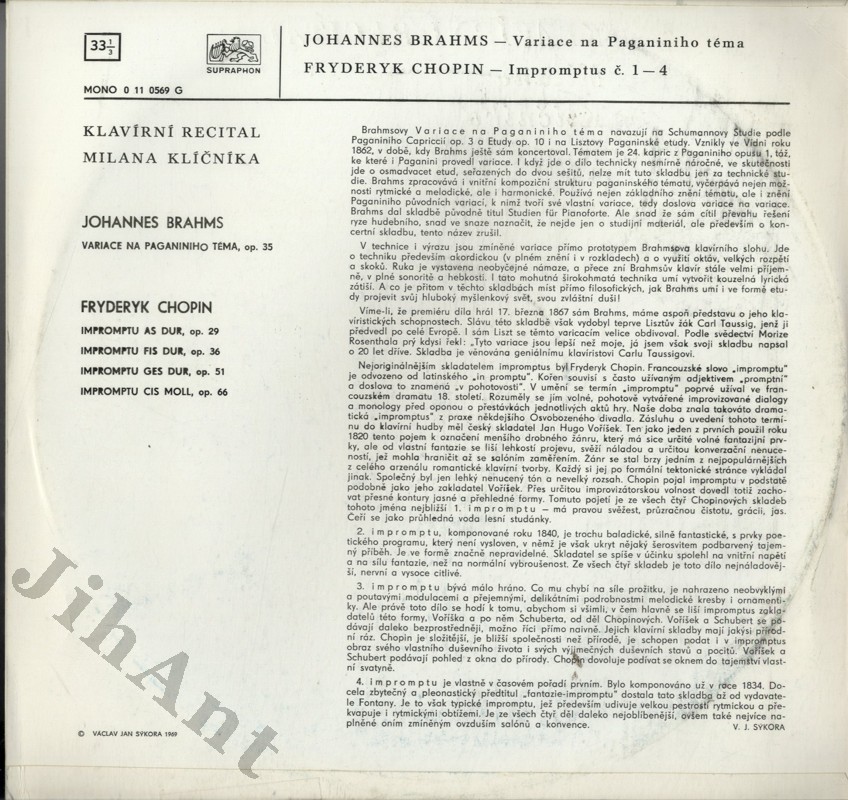 33 1/3
SUPRAPHON
MONO 0 11 0569 G
JOHANNES BRAHMS – Variace na Paganiniho téma
FRYDERYK CHOPIN – Impromptus č. 1–4
KLAVÍRNÍ RECITAL
MILANA KLÍČNÍKA
JOHANNES BRAHMS
VARIACE NA PAGANINIHO TÉMA, op. 35
FRYDERYK CHOPIN
IMPROMPTU AS DUR, op. 29
IMPROMPTU FIS DUR, op. 36
IMPROMPTU GES DUR, op. 51
IMPROMPTU CIS MOLL, op. 66
Brahmsovy Variace na Paganiniho téma navazují na Schumannovy Studie podle
Paganiniho Capriccií op. 3 a Etudy op. 10 i na Lisztovy Paganinské etudy. Vznikly ve Vídni roku
1862, v době, kdy Brahms ještě sám koncertoval. Tématem je 24. kapric z Paganiniho opusu 1, táž,
ke které i Paganini provedl variace. I když jde o dílo technicky nesmírně náročné, ve skutečnosti
jde o osmadvacet etud, seřazených do dvou sešitů, nelze mít tuto skladbu jen za technické stu-
die. Brahms zpracovává i vnitřní kompoziční strukturu paganinského tématu, vyčerpává nejen mož-
nosti rytmické a melodické, ale i harmonické. Používá nejen základního znění tématu, ale i znění
Paganiniho původních variací, k nimž tvoří své vlastní variace, tedy doslova variace na variace.
Brahms dal skladbě původně titul Studien für Pianoforte. Ale snad že sám cítil převahu řešení
ryze hudebního, snad ve snaze naznačit, že nejde jen o studijní materiál, ale především o kon-
certní skladbu, tento název zrušil.
V technice i výrazu jsou zmíněné variace přímo prototypem Brahmsova klavírního slohu. Jde
o techniku především akordickou (v plném znění i v rozkladech) a o využití oktáv, velkých rozpětí
a skoků. Ruka je vystavena neobyčejné námaze, a přece zní Brahmsův klavír stále velmi příjem-
ně, v plné sonoritě a hebkosti. I tato mohutná širokohmatá technika umí vytvořit kouzelná lyrická
zátiší. A co je přitom v těchto skladbách míst přímo filosofických, jak Brahms umí i ve formě etu-
dy projevit svůj hluboký myšlenkový svět, svou zvláštní duši!
Víme-li, že premiéru díla hrál 17. března 1867 sám Brahms, máme aspoň představu o jeho kla-
víristických schopnostech. Slávu této skladbě však vydobyl teprve Lisztův žák Carl Taussig, jenž ji
předvedl po celé Evropě. I sám Liszt se těmto variacím velice obdivoval. Podle svědectví Morize
Rosenthala prý kdysi řekl: „Tyto variace jsou lepší než moje, já jsem však svoji skladbu napsal
o 20 let dříve. Skladba je věnována geniálnímu klavíristovi Carlu Taussigovi.
Nejoriginálnějším skladatelem impromptus byl Fryderyk Chopin. Francouzské slovo „impromptu“
je odvozeno od latinského „in promptu“. Kořen souvisí s často užívaným adjektivem „promptní“
a doslova to znamená „v pohotovosti“. V umění se termín „impromptu“ poprvé užíval ve fran-
couzském dramatu 18. století. Rozuměly se jím volné, pohotově vytvářené improvizované dialogy
a monology před oponou o přestávkách jednotlivých aktů hry. Naše doba znala takováto drama-
tická „impromptus“ z praxe někdejšího Osvobozeného divadla. Zásluhu o uvedení tohoto termí-
nu do klavírní hudby měl český skladatel Jan Hugo Voříšek. Ten jako jeden z prvních použil roku
1820 tento pojem k označení menšího drobného žánru, který má sice určité volné fantazijní prv-
ky, ale od vlastní fantazie se liší lehkostí projevu, svěží náladou a určitou konverzační nenuce-
ností, jež mohla hraničit až se salónním zaměřením. Žánr se stal brzy jedním z nejpopulárnějších
z celého arzenálu romantické klavírní tvorby. Každý si jej po formální tektonické stránce vykládal
jinak. Společný byl jen lehký nenucený tón a nevelký rozsah. Chopin pojal impromptu v podstatě
podobně jako jeho zakladatel Voříšek. Přes určitou improvizátorskou volnost dovedl totiž zacho-
vat přesné kontury jasné a přehledné formy. Tomuto pojetí je ze všech čtyř Chopinových skladeb
tohoto jména nejbližší 1. impromptu – má pravou svěžest, průzračnou čistotu, grácii, jas.
Čeří se jako průhledná voda lesní studánky.
2. impromptu, komponované roku 1840, je trochu baladické, silně fantastické, s prvky poe-
tického programu, který není vysloven, v němž je však ukryt nějaký šerosvitem podbarvený tajem-
ný příběh. Je ve formě značně nepravidelné. Skladatel se spíše v účinku spolehl na vnitřní napětí
a na sílu fantazie, než na normální vybroušenost. Ze všech čtyř skladeb je toto dílo nejnáladověj-
ší, nervní a vysoce citlivé.
3. impromptu bývá málo hráno. Co mu chybí na síle prožitku, je nahrazeno neobvyklými
a poutavými modulacemi a přejemnými, delikátními podrobnostmi melodické kresby i ornamenti-
ky. Ale právě toto dílo se hodí k tomu, abychom si všimli, v čem hlavně se liší impromptus zakla-
datelů této formy, Voříška a po něm Schuberta, od děl Chopinových. Voříšek a Schubert se po-
dávají daleko bezprostředněji, možno říci přímo naivně. Jejich klavírní skladby mají jakýsi přírod-
ní ráz. Chopin je složitější, je bližší společnosti než přírodě, je schopen podat i v impromptus
obraz svého vlastního duševního života i svých výjimečných duševních stavů a pocitů. Voříšek a
Schubert podávají pohled z okna do přírody. Chopin dovoluje podívat se oknem do tajemství vlast-
ní svatyně.
4. impromptu je vlastně v časovém pořadí prvním. Bylo komponováno už v roce 1834. Do-
cela zbytečný a pleonastický předtitul „fantazie-impromptu“ dostala tato skladba až od vydavate-
le Fontany. Je to však typické impromptu, jež především udivuje velkou pestrostí rytmickou a pře-
kvapuje i rytmickými obtížemi. Je ze všech čtyř děl daleko nejoblíbenější, ovšem také nejvíce na-
plněné oním zmíněným ovzduším salónů a konvence.
V. J. SÝKORA
© VÁCLAV JAN SÝKORA 1969
JihAnt